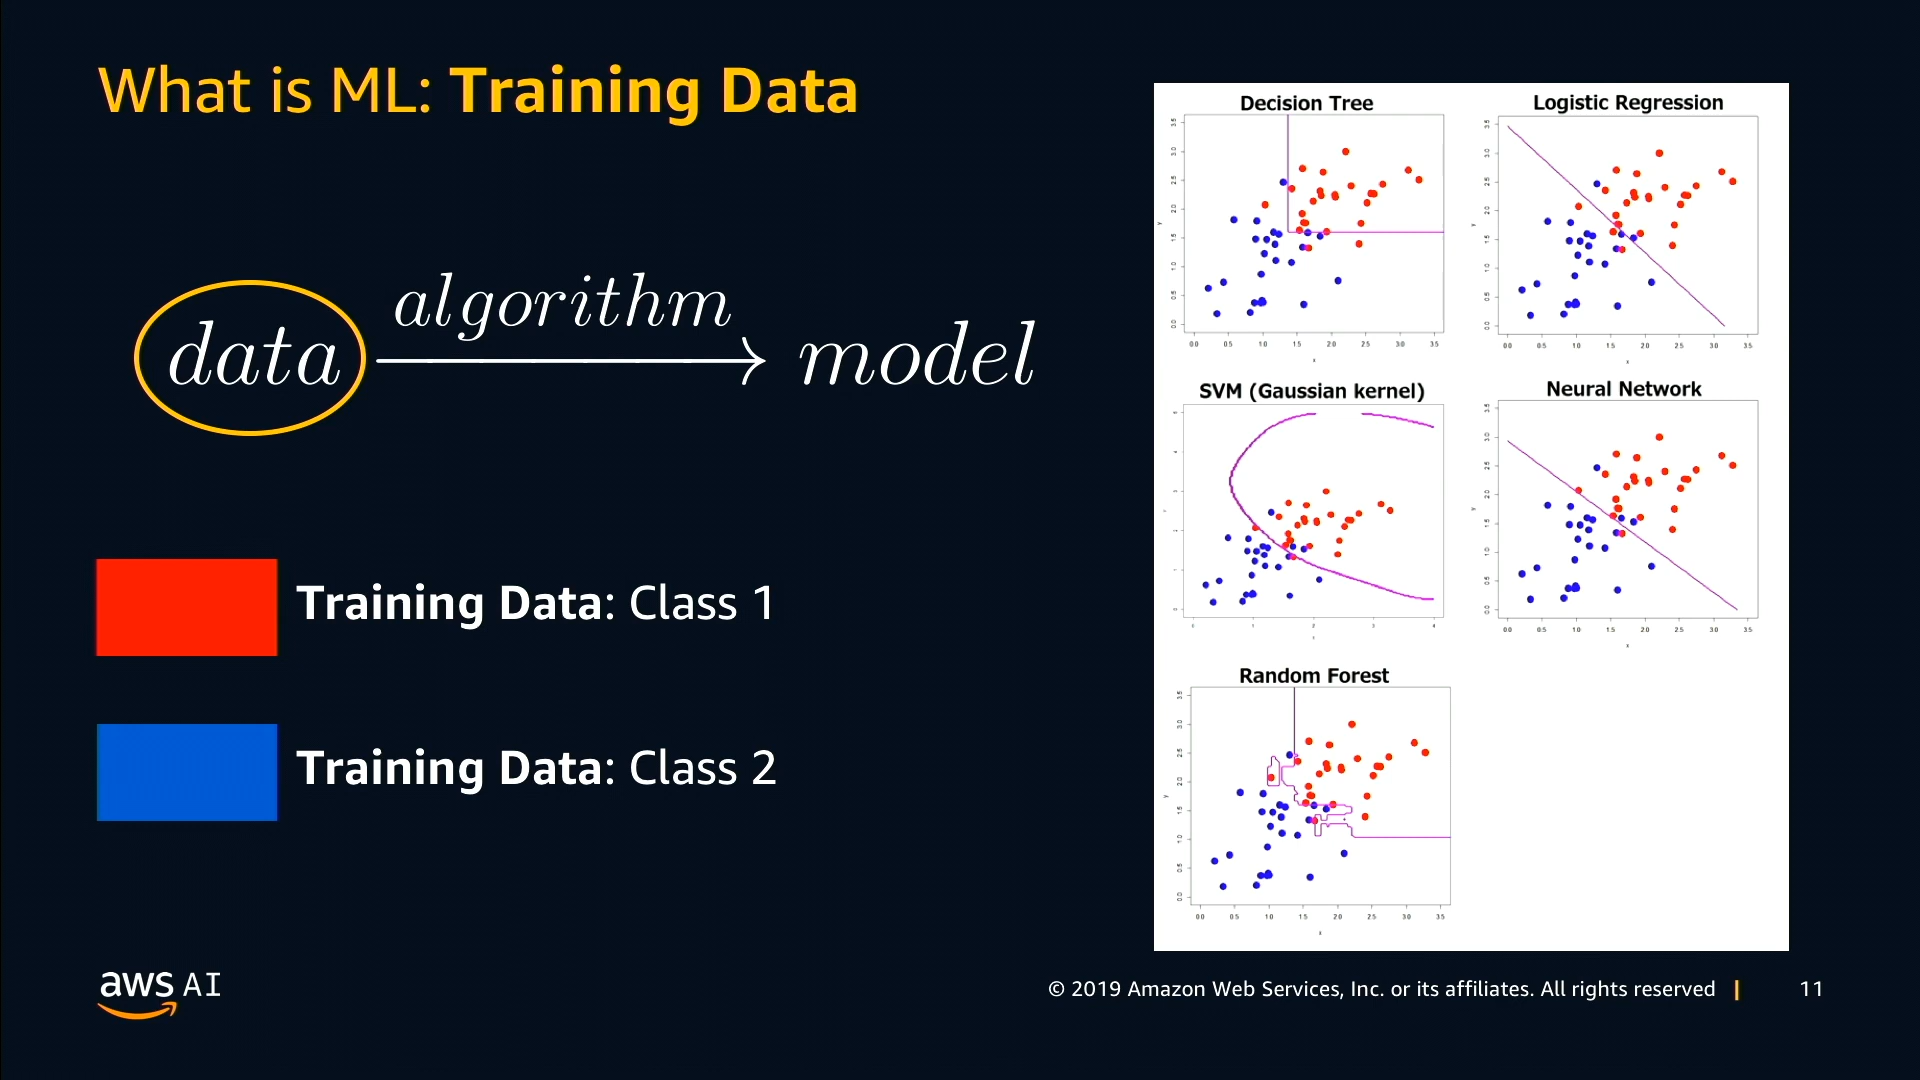 What is ML: Training Data
data
algorithm
model
Training Data: Class 1
Training Data: Class 2
Decision Tree
Logistic Regression
SVM (Gaussian kernel)
Neural Network
Random Forest
aws AI
© 2019 Amazon Web Services, Inc. or its affiliates. All rights reserved | 11